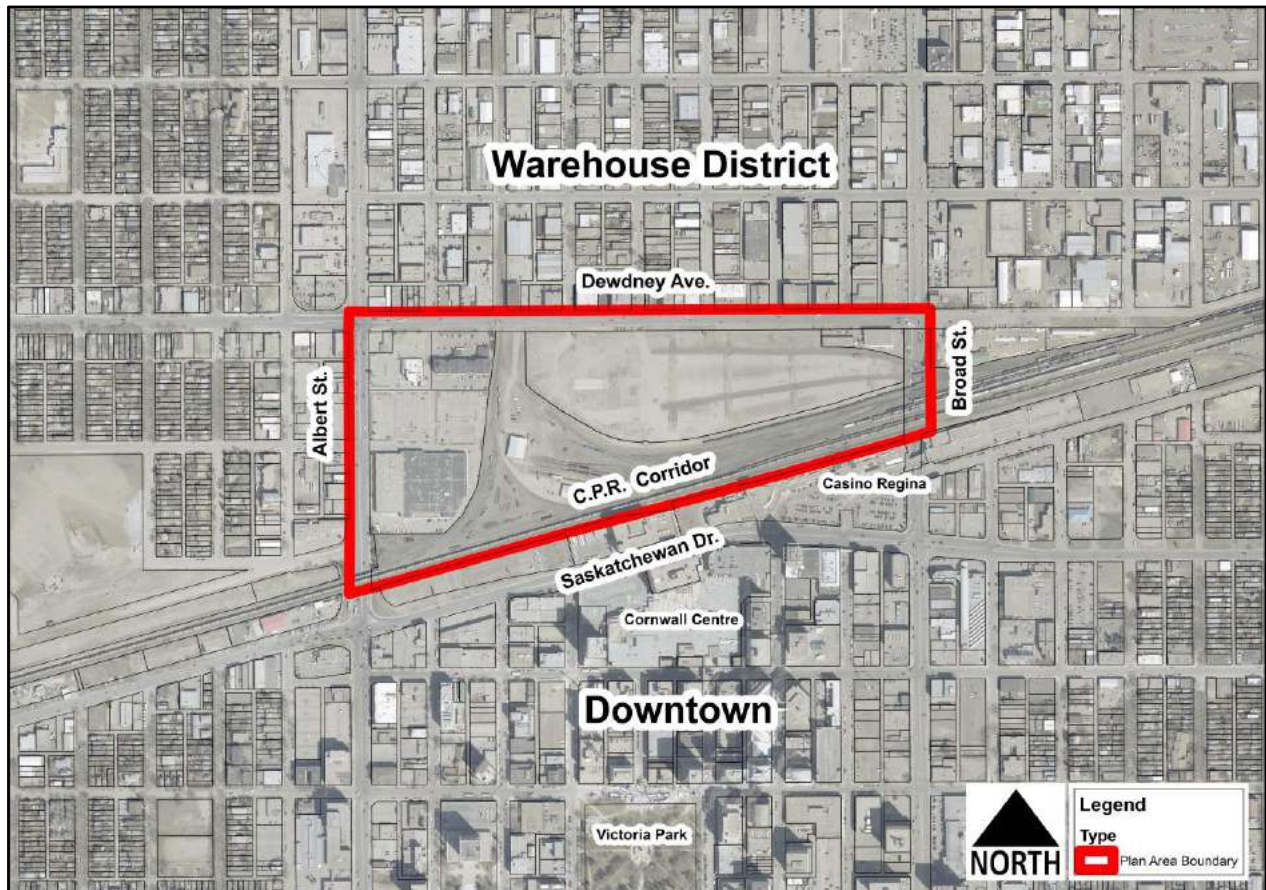 Warehouse District
Dewdney Ave.
Albert St.
Broad St.
C.P.R. Corridor
Casino Regina
Saskatchewan Dr.
Cornwall Centre
Downtown
Victoria Park
NORTH
Legend
Type
Plan Area Boundary